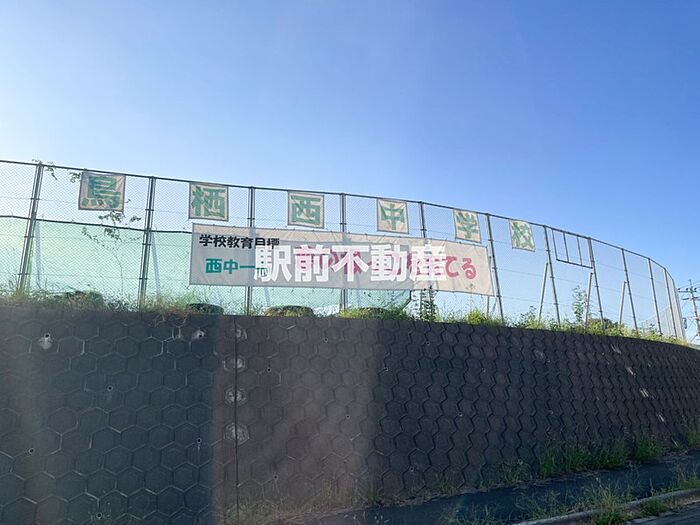 鳥栖西中学校
学校教育目標
西中一
てる
駅前不動産